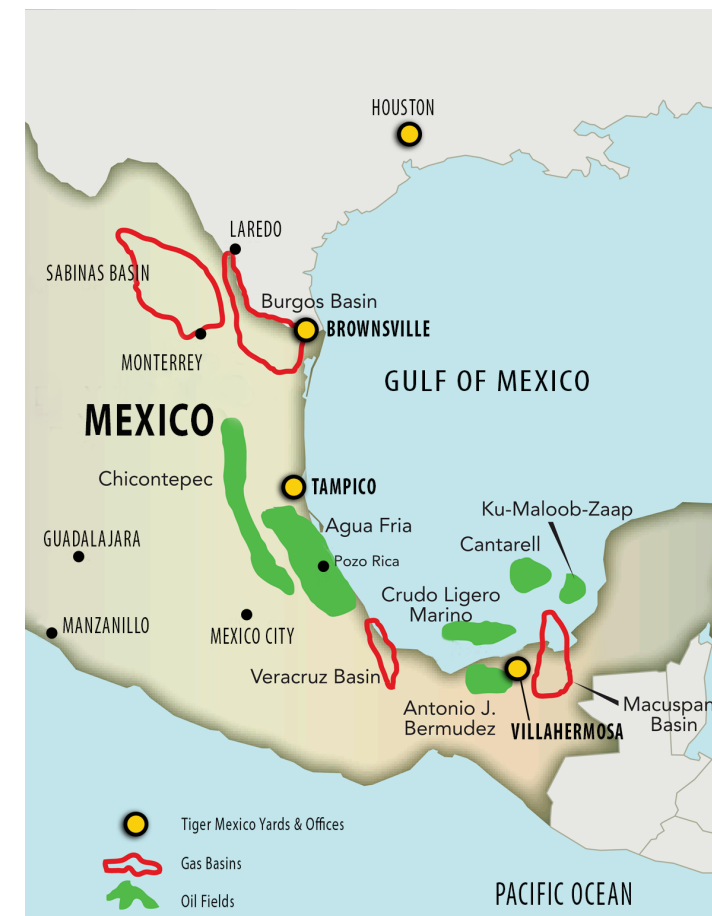 HOUSTON
LAREDO
SABINAS BASIN
Burgos Basin
BROWNSVILLE
MONTERREY
GULF OF MEXICO
MEXICO
Chicontepec
TAMPICO
Ku-Maloob-Zaap
Agua Fria
GUADALAJARA
Cantarell
Pozo Rica
Crudo Ligero
Marino
MANZANILLO
MEXICO CITY
Veracruz Basin
Antonio J.
Bermudez
VILLAHERMOSA
Macuspan
Basin
Tiger Mexico Yards & Offices
Gas Basins
Oil Fields
PACIFIC OCEAN